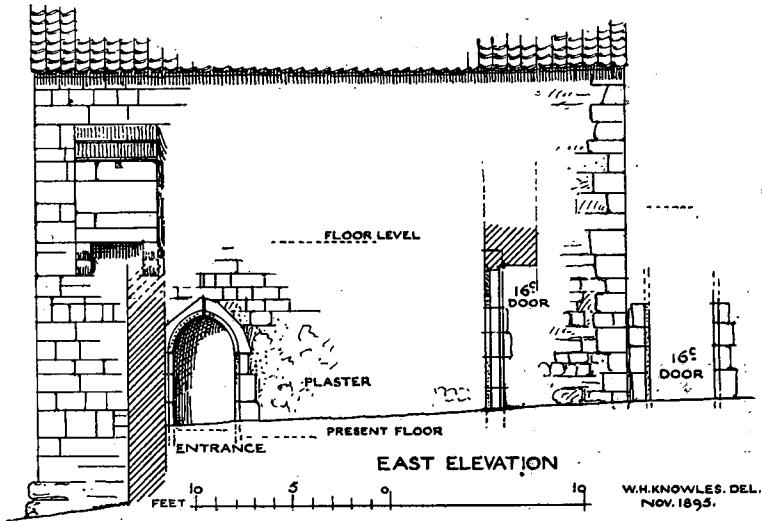 FLOOR LEVEL
16C
DOOR
16C
DOOR
PLASTER
PRESENT FLOOR
ENTRANCE
EAST ELEVATION
FEET 10 5 0 10
W.H.KNOWLES. DEL.
NOV. 1895.